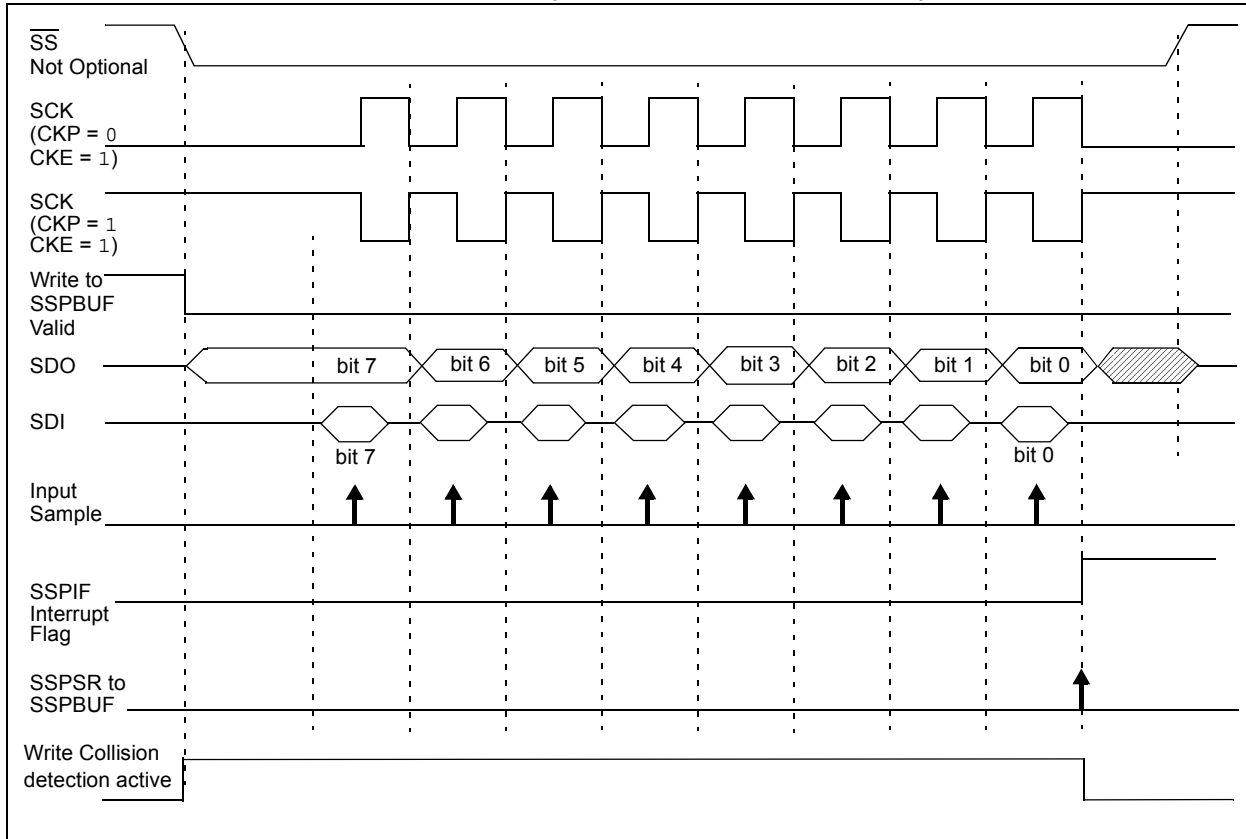 SS
Not Optional
SCK
(CKP = 0
CKE = 1)
SCK
(CKP = 1
CKE = 1)
Write to
SSPBUF
Valid
SDO
bit 7 bit 6 bit 5 bit 4 bit 3 bit 2 bit 1 bit 0
SDI
bit 7 bit 0
Input
Sample
SSPIF
Interrupt
Flag
SSPSR to
SSPBUF
Write Collision
detection active